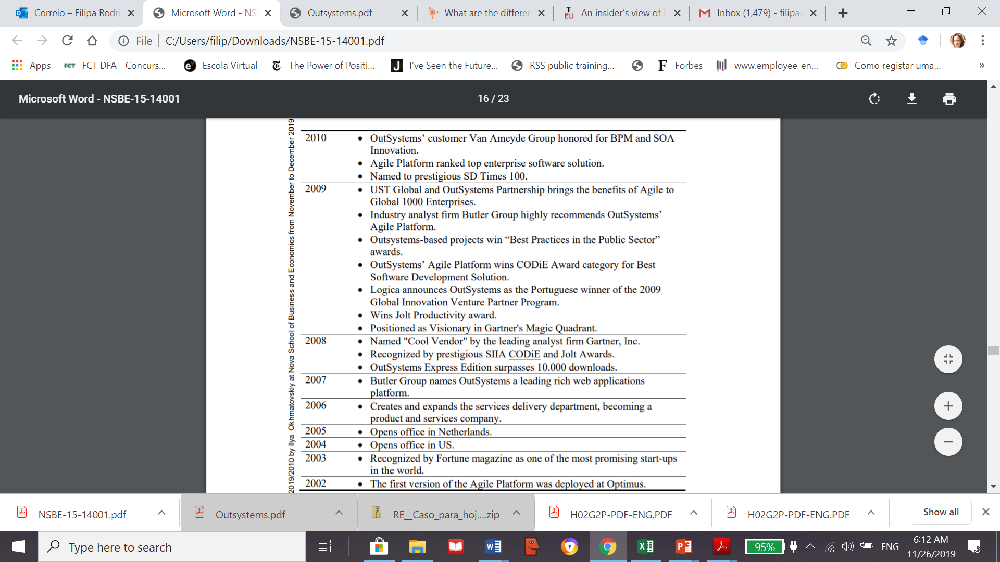 Correio – Filipa Rodri
Microsoft Word - NS
Outsystems.pdf
What are the differen
T
EU
An insider's view of L
Inbox (1,479) - filipa.
File
C:/Users/filip/Downloads/NSBE-15-14001.pdf
Apps
FCT
FCT DFA - Concurs...
Escola Virtual
The Power of Positi...
J
I've Seen the Future...
RSS public training...
F
Forbes
www.employee-en...
Como registar uma...
»
Microsoft Word - NSBE-15-14001
16 / 23
2019/2010 by Ilya Okhmatovskiy at Nova School of Business and Economics from November to December 2019
2010
• OutSystems' customer Van Ameyde Group honored for BPM and SOA
Innovation.
• Agile Platform ranked top enterprise software solution.
• Named to prestigious SD Times 100.
2009
• UST Global and OutSystems Partnership brings the benefits of Agile to
Global 1000 Enterprises.
• Industry analyst firm Butler Group highly recommends OutSystems'
Agile Platform.
• Outsystems-based projects win “Best Practices in the Public Sector”
awards.
• OutSystems' Agile Platform wins CODiE Award category for Best
Software Development Solution.
• Logica announces OutSystems as the Portuguese winner of the 2009
Global Innovation Venture Partner Program.
• Wins Jolt Productivity award.
• Positioned as Visionary in Gartner's Magic Quadrant.
2008
• Named "Cool Vendor" by the leading analyst firm Gartner, Inc.
• Recognized by prestigious SIIA CODiE and Jolt Awards.
• OutSystems Express Edition surpasses 10.000 downloads.
2007
• Butler Group names OutSystems a leading rich web applications
platform.
2006
• Creates and expands the services delivery department, becoming a
product and services company.
2005
• Opens office in Netherlands.
2004
• Opens office in US.
2003
• Recognized by Fortune magazine as one of the most promising start-ups
in the world.
2002
• The first version of the Agile Platform was deployed at Optimus.
NSBE-15-14001.pdf
Outsystems.pdf
RE__Caso_para_hoj....zip
H02G2P-PDF-ENG.PDF
H02G2P-PDF-ENG.PDF
Show all
Type here to search
95%
ENG
6:12 AM
11/26/2019